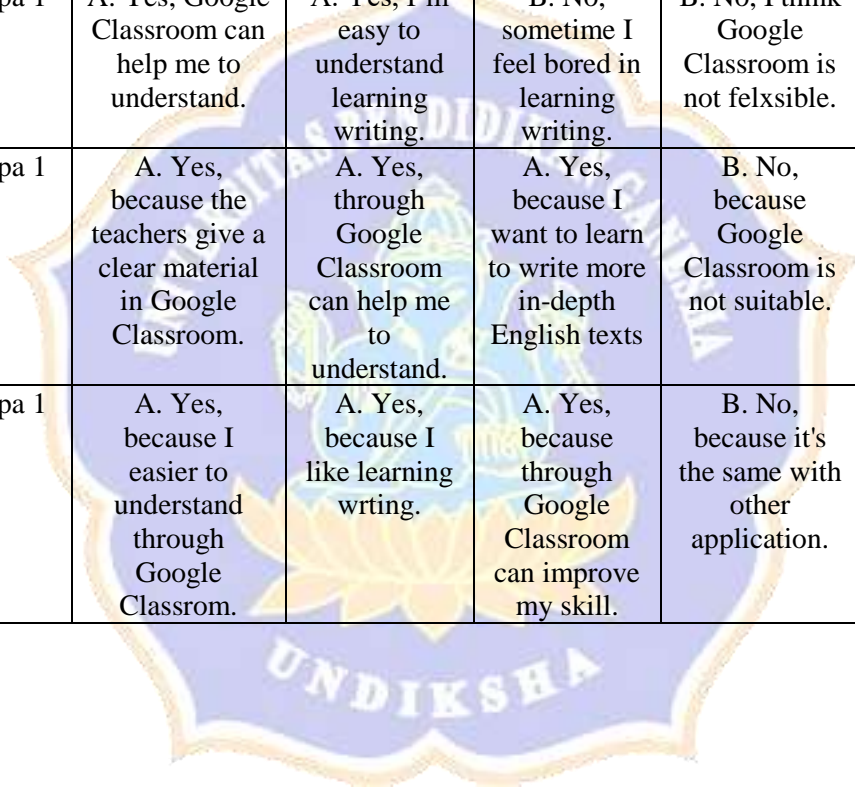 pa 1
A. Yes, Google
Classroom can
help me to
understand.
A. Yes, I'm
easy to
understand
learning
writing.
B. No,
sometime I
feel bored in
learning
writing.
B. No, I think
Google
Classroom is
not felxsible.
pa 1
A. Yes,
because the
teachers give a
clear material
in Google
Classroom.
A. Yes,
through
Google
Classroom
can help me
to
understand.
A. Yes,
because I
want to learn
to write more
in-depth
English texts
B. No,
because
Google
Classroom is
not suitable.
pa 1
A. Yes,
because I
easier to
understand
through
Google
Classrom.
A. Yes,
because I
like learning
wrting.
A. Yes,
because
through
Google
Classroom
can improve
my skill.
B. No,
because it's
the same with
other
application.
UNIVERSITAS PENDIDIKAN GANESHA
UNDIKSHA